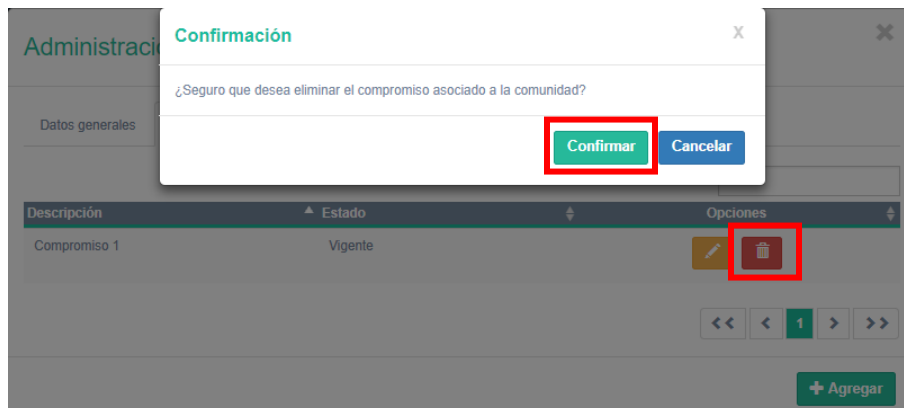 Confirmación
X
Administraci
¿Seguro que desea eliminar el compromiso asociado a la comunidad?
Datos generales
Confirmar
Cancelar
Descripción Estado Opciones
Compromiso 1 Vigente
<< < 1 > >>
+ Agregar